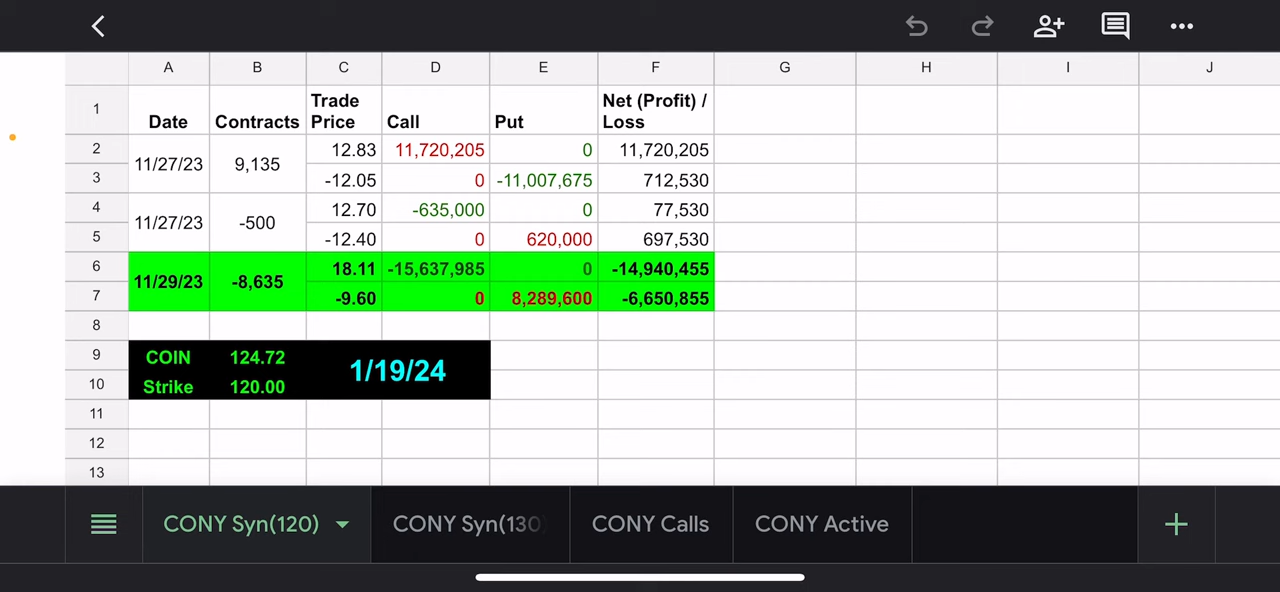 A B C D E F G H I J
1 Date Contracts Trade Price Call Put Net (Profit) / Loss
2 11/27/23 9,135 12.83 11,720,205 0 11,720,205
3 -12.05 0 -11,007,675 712,530
4 11/27/23 -500 12.70 -635,000 0 77,530
5 -12.40 0 620,000 697,530
6 11/29/23 -8,635 18.11 -15,637,985 0 -14,940,455
7 -9.60 0 8,289,600 -6,650,855
8
9 COIN 124.72 1/19/24
10 Strike 120.00
11
12
13
CONY Syn(120) CONY Syn(130) CONY Calls CONY Active